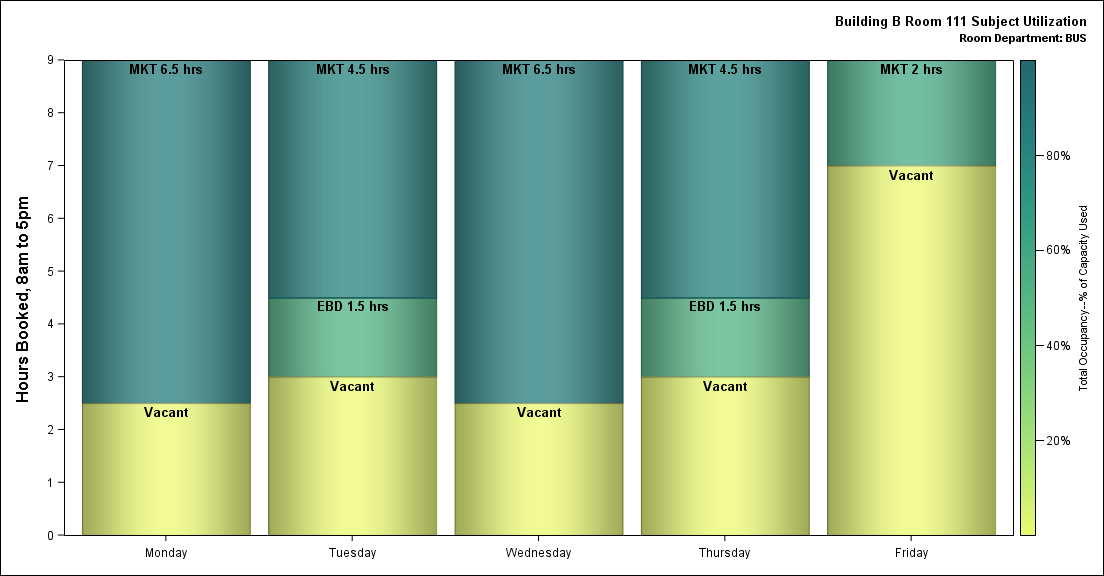 Building B Room 111 Subject Utilization
Room Department: BUS
Hours Booked, 8am to 5pm
9
8
7
6
5
4
3
2
1
0
MKT 6.5 hrs
Vacant
MKT 4.5 hrs
EBD 1.5 hrs
Vacant
MKT 6.5 hrs
Vacant
MKT 4.5 hrs
EBD 1.5 hrs
Vacant
MKT 2 hrs
Vacant
Monday
Tuesday
Wednesday
Thursday
Friday
80%
60%
40%
20%
Total Occupancy--% of Capacity Used